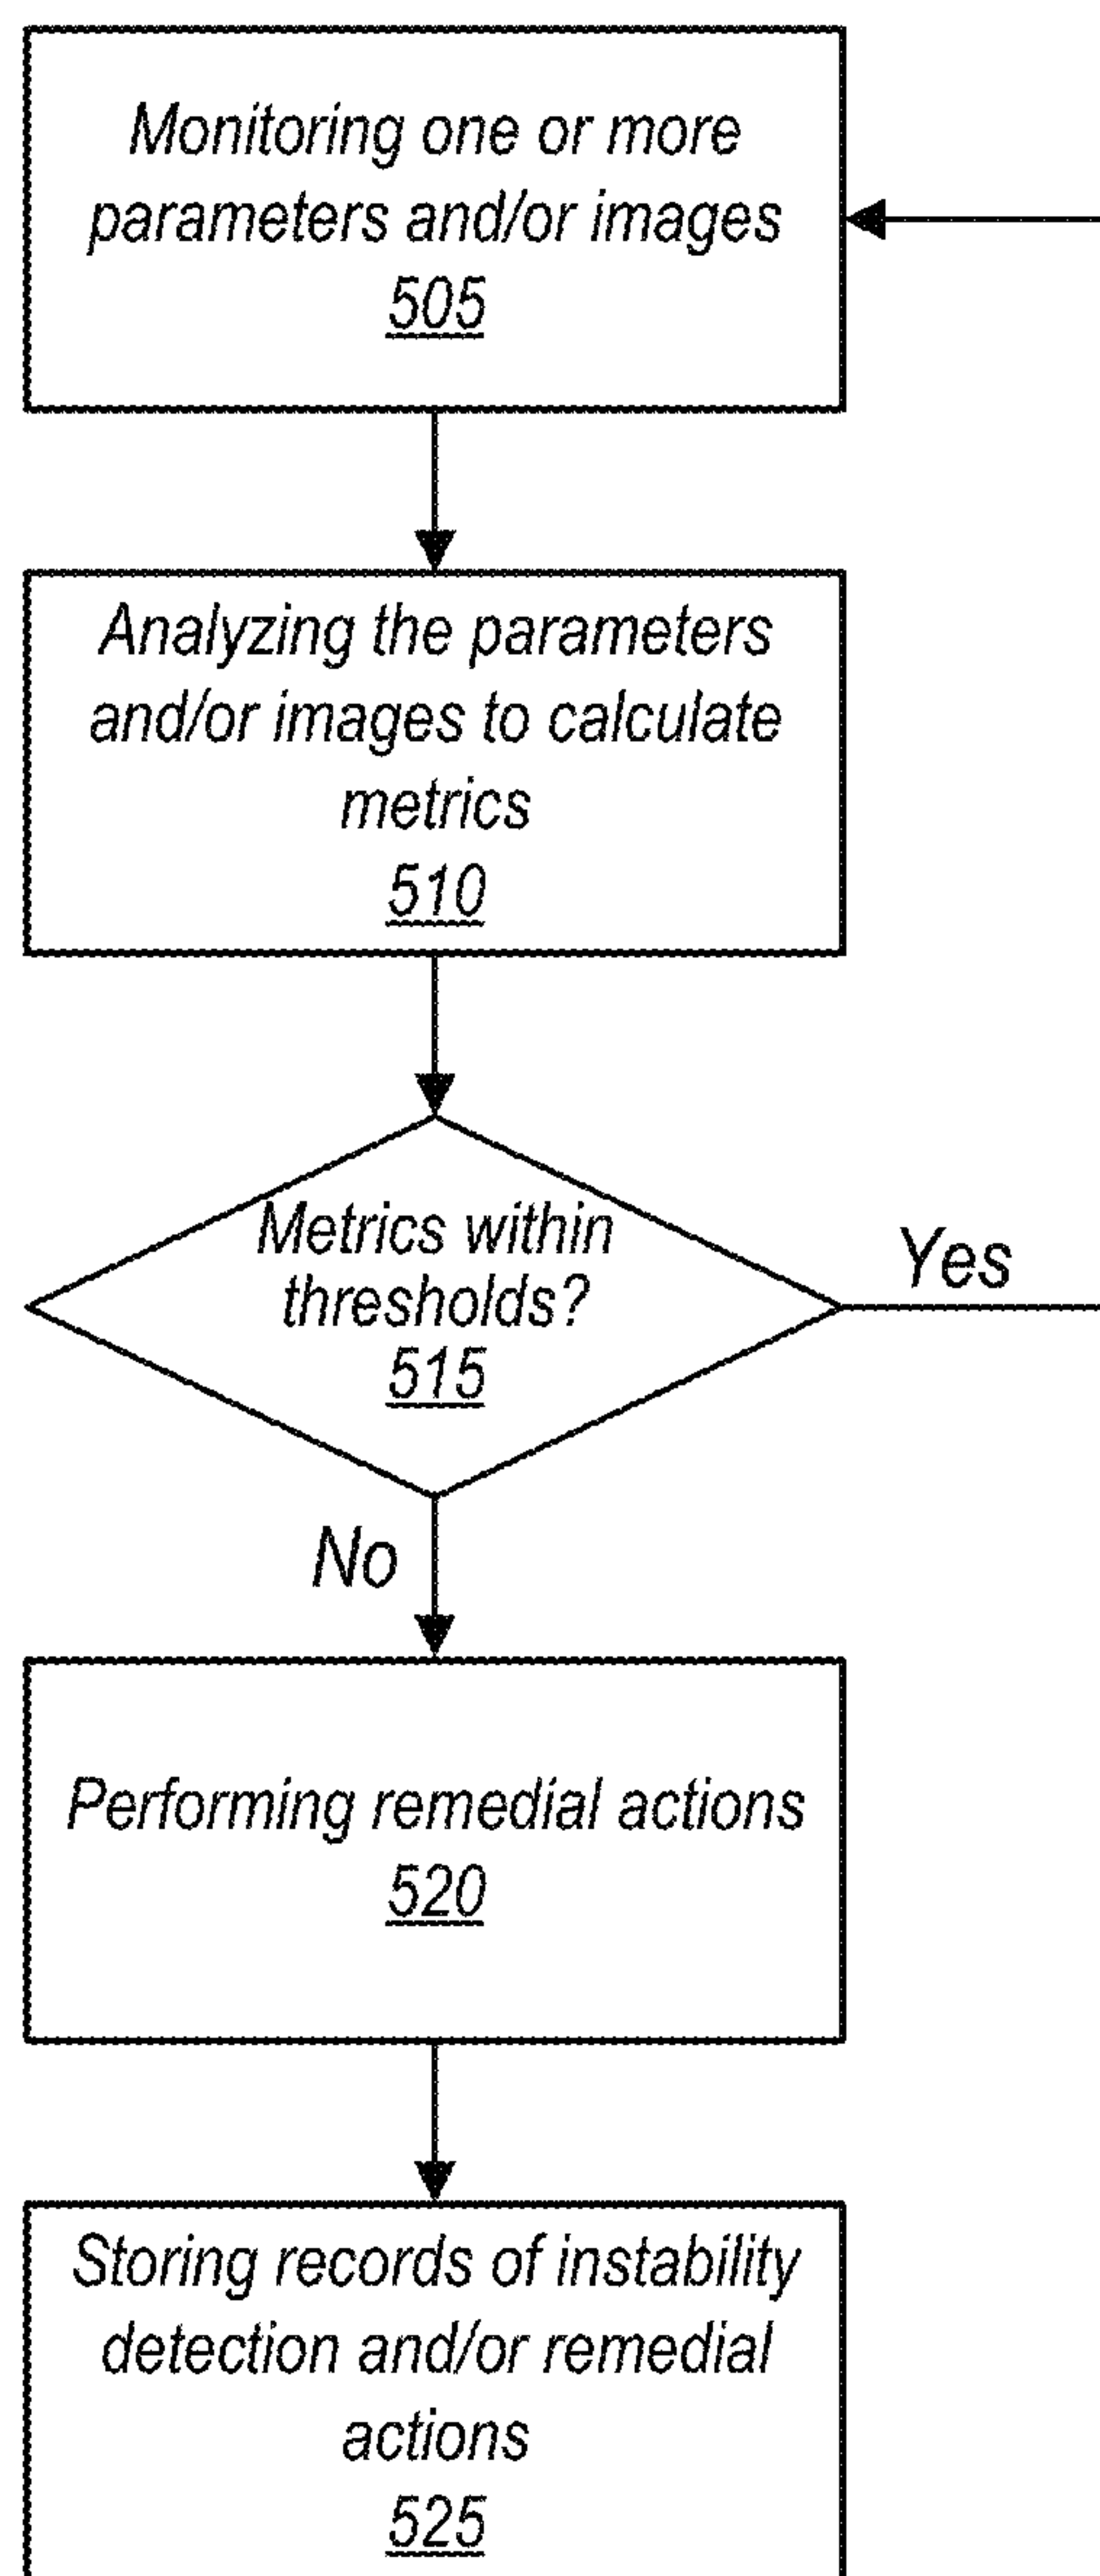 Monitoring one or more
parameters and/or images
505
Analyzing the parameters
and/or images to calculate
metrics
510
Metrics within
thresholds?
515
Yes
No
Performing remedial actions
520
Storing records of instability
detection and/or remedial
actions
525